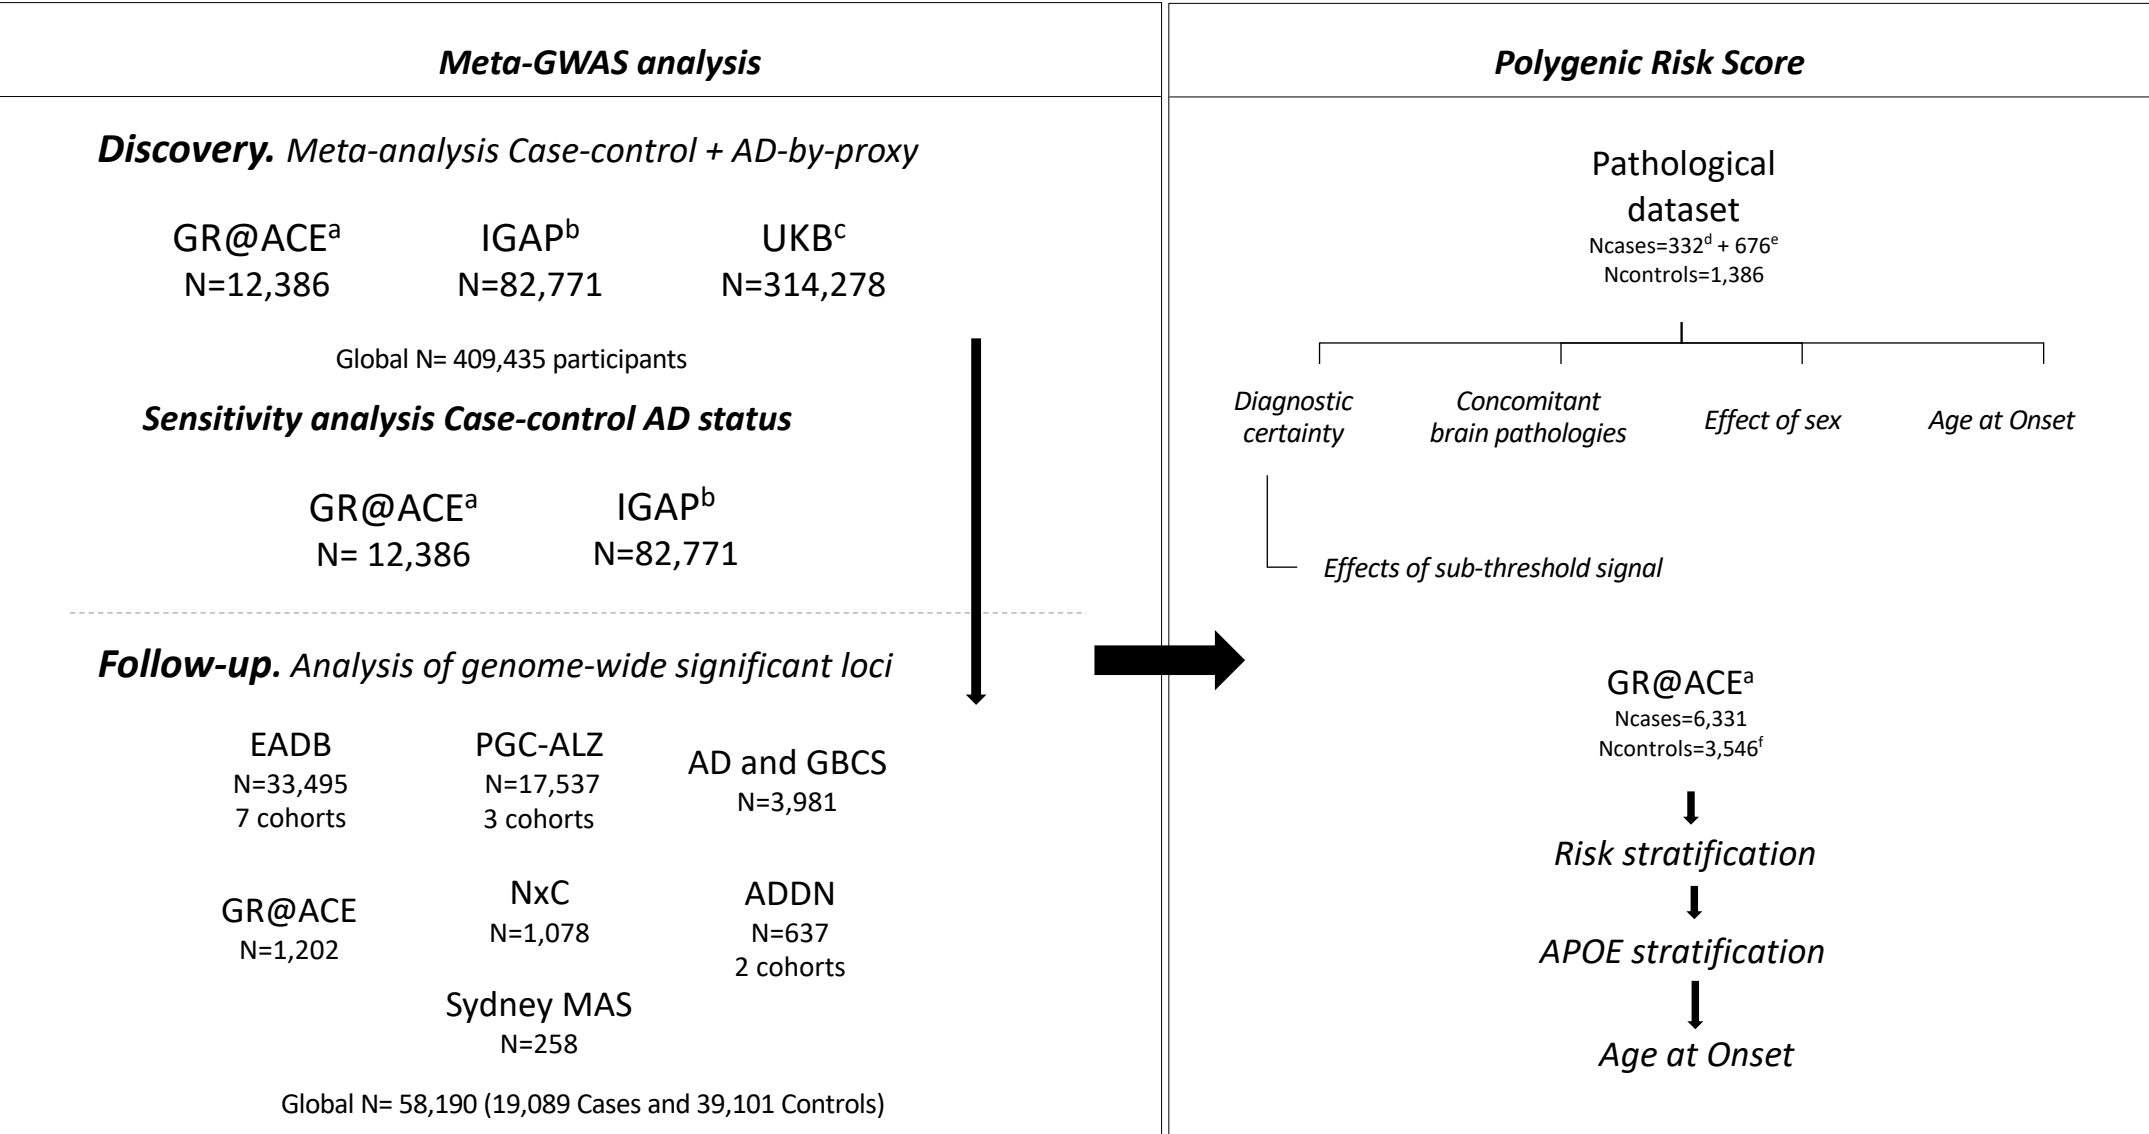 Meta-GWAS analysis
Discovery. Meta-analysis Case-control + AD-by-proxy
GR@ACEa
N=12,386
IGAPb
N=82,771
UKBc
N=314,278
Global N= 409,435 participants
Sensitivity analysis Case-control AD status
GR@ACEa
N= 12,386
IGAPb
N=82,771
Follow-up. Analysis of genome-wide significant loci
EADB
N=33,495
7 cohorts
PGC-ALZ
N=17,537
3 cohorts
AD and GBCS
N=3,981
GR@ACE
N=1,202
NxC
N=1,078
ADDN
N=637
2 cohorts
Sydney MAS
N=258
Global N= 58,190 (19,089 Cases and 39,101 Controls)
Polygenic Risk Score
Pathological
dataset
Ncases=332d + 676e
Ncontrols=1,386
Diagnostic
certainty
Concomitant
brain pathologies
Effect of sex
Age at Onset
Effects of sub-threshold signal
GR@ACEa
Ncases=6,331
Ncontrols=3,546f
Risk stratification
APOE stratification
Age at Onset